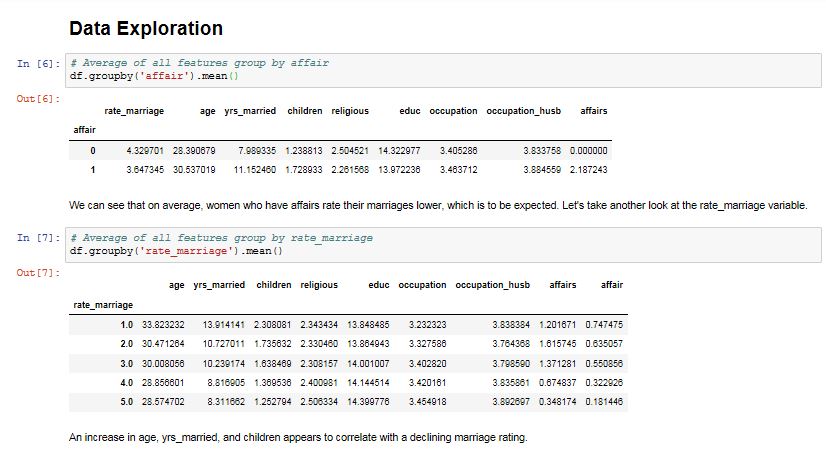 Data Exploration
In [6]: # Average of all features group by affair
df.groupby('affair').mean()
Out[6]:
rate_marriage age yrs_married children religious educ occupation occupation_husb affairs
affair
0 4.329701 28.390679 7.989335 1.238813 2.504521 14.322977 3.405286 3.833758 0.000000
1 3.647345 30.537019 11.152460 1.728933 2.261568 13.972236 3.463712 3.884559 2.187243
We can see that on average, women who have affairs rate their marriages lower, which is to be expected. Let's take another look at the rate_marriage variable.
In [7]: # Average of all features group by rate_marriage
df.groupby('rate_marriage').mean()
Out[7]:
age yrs_married children religious educ occupation occupation_husb affairs affair
rate_marriage
1.0 33.823232 13.914141 2.308081 2.343434 13.848485 3.232323 3.838384 1.201671 0.747475
2.0 30.471264 10.727011 1.735632 2.330460 13.864943 3.327586 3.764368 1.615745 0.635057
3.0 30.008056 10.239174 1.638469 2.308157 14.001007 3.402820 3.798590 1.371281 0.550856
4.0 28.856601 8.816905 1.369536 2.400981 14.144514 3.420161 3.835861 0.674837 0.322926
5.0 28.574702 8.311662 1.252794 2.506334 14.399776 3.454918 3.892697 0.348174 0.181446
An increase in age, yrs_married, and children appears to correlate with a declining marriage rating.